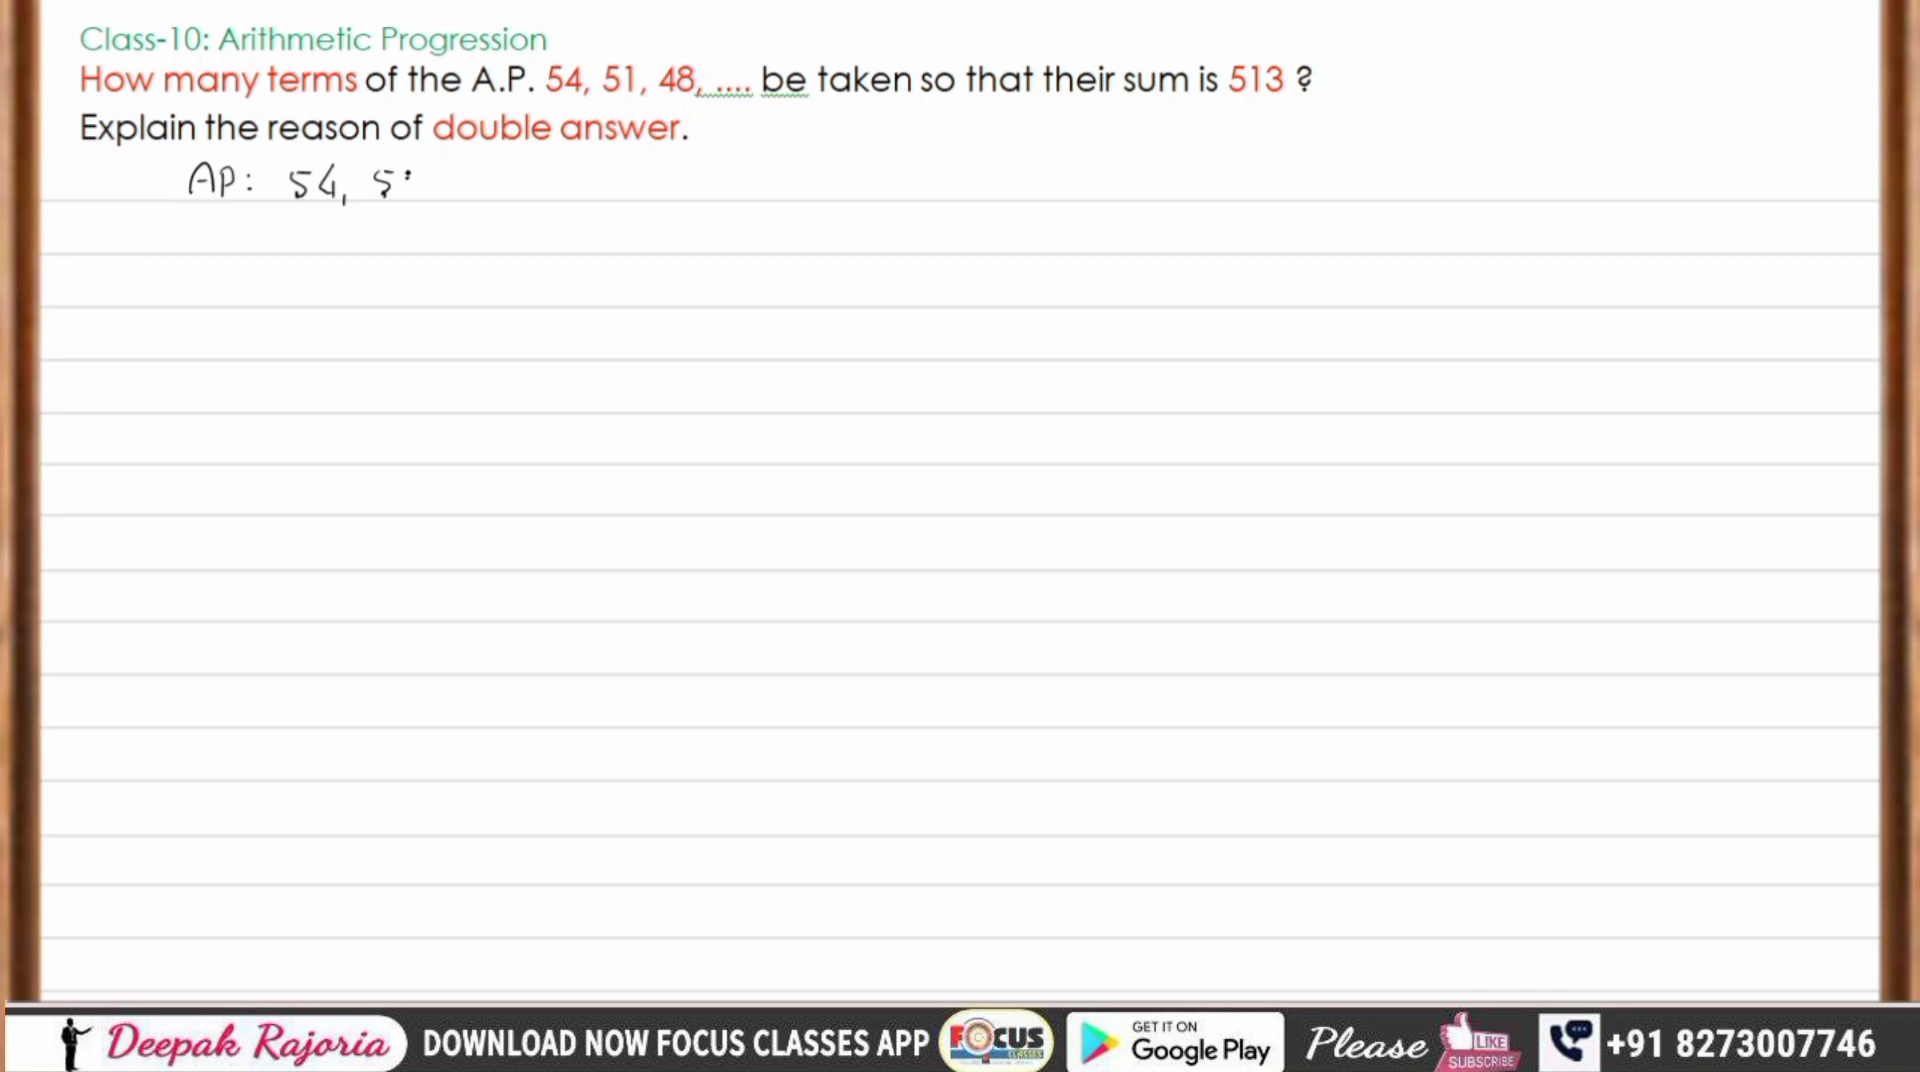 Class-10: Arithmetic Progression
How many terms of the A.P. 54, 51, 48, .... be taken so that their sum is 513 ?
Explain the reason of double answer.
AP: 54, 5
Deepak Rajoria DOWNLOAD NOW FOCUS CLASSES APP FOCUS CLASSES GET IT ON Google Play Please LIKE SUBSCRIBE +91 8273007746